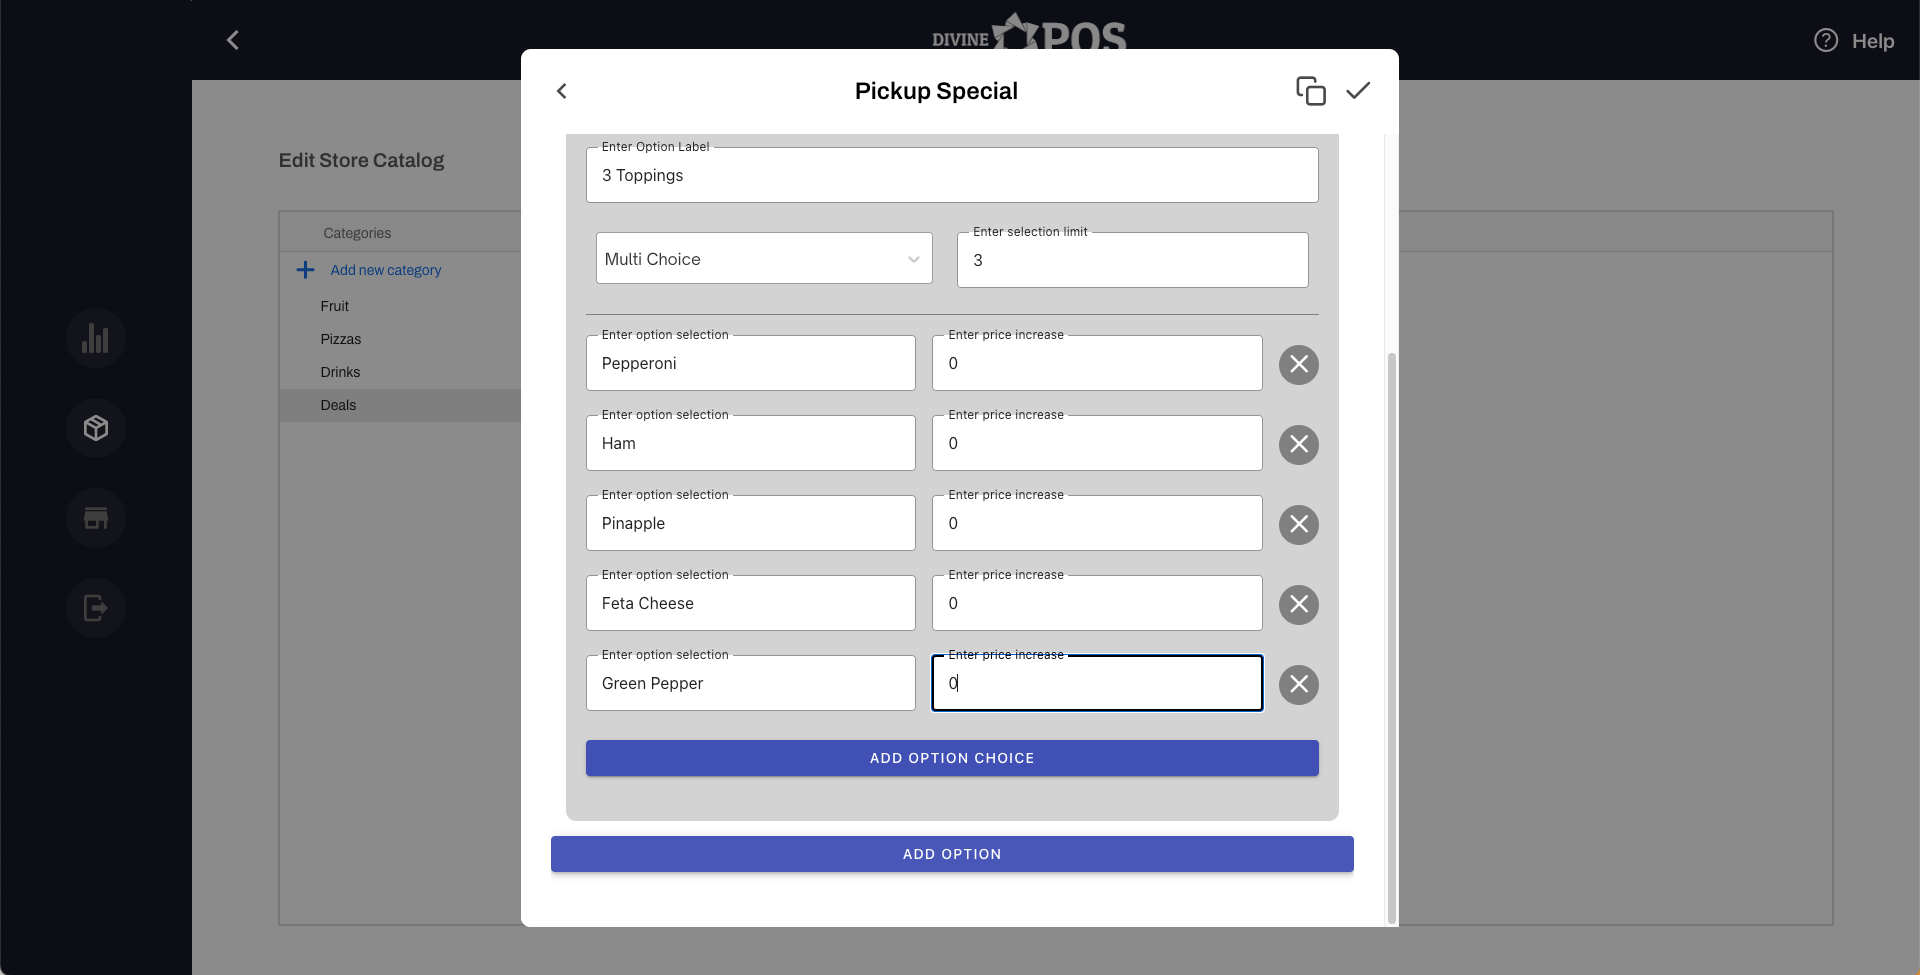 DIVINE POS
Help
Pickup Special
Edit Store Catalog
Categories
Add new category
Fruit
Pizzas
Drinks
Deals
Enter Option Label
3 Toppings
Multi Choice
Enter selection limit
3
Enter option selection
Pepperoni
Enter price increase
0
Enter option selection
Ham
Enter price increase
0
Enter option selection
Pinapple
Enter price increase
0
Enter option selection
Feta Cheese
Enter price increase
0
Enter option selection
Green Pepper
Enter price increase
0
ADD OPTION CHOICE
ADD OPTION